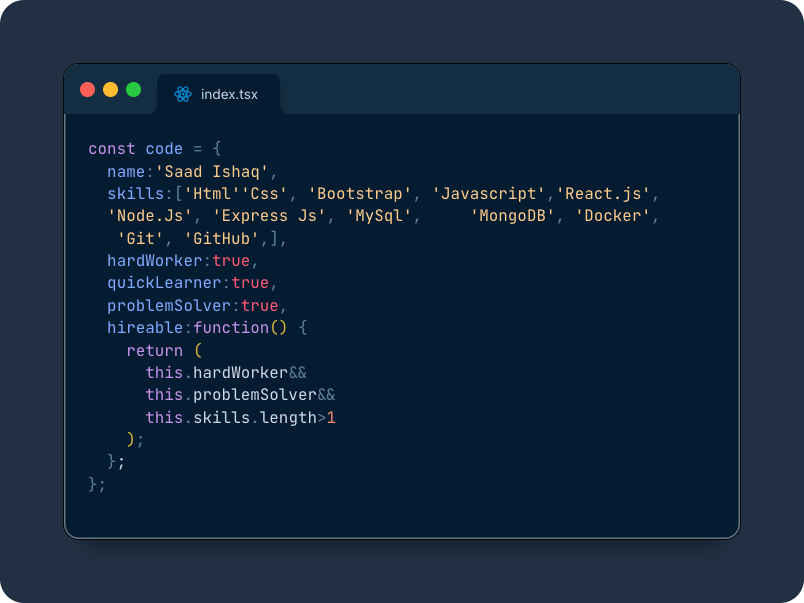 index.tsx
const code = {
  name:'Saad Ishaq',
  skills:['Html''Css', 'Bootstrap', 'Javascript','React.js',
  'Node.Js', 'Express Js', 'MySql',     'MongoDB', 'Docker',
   'Git', 'GitHub',],
  hardWorker:true,
  quickLearner:true,
  problemSolver:true,
  hireable:function() {
    return (
      this.hardWorker&&
      this.problemSolver&&
      this.skills.length>1
    );
  };
};